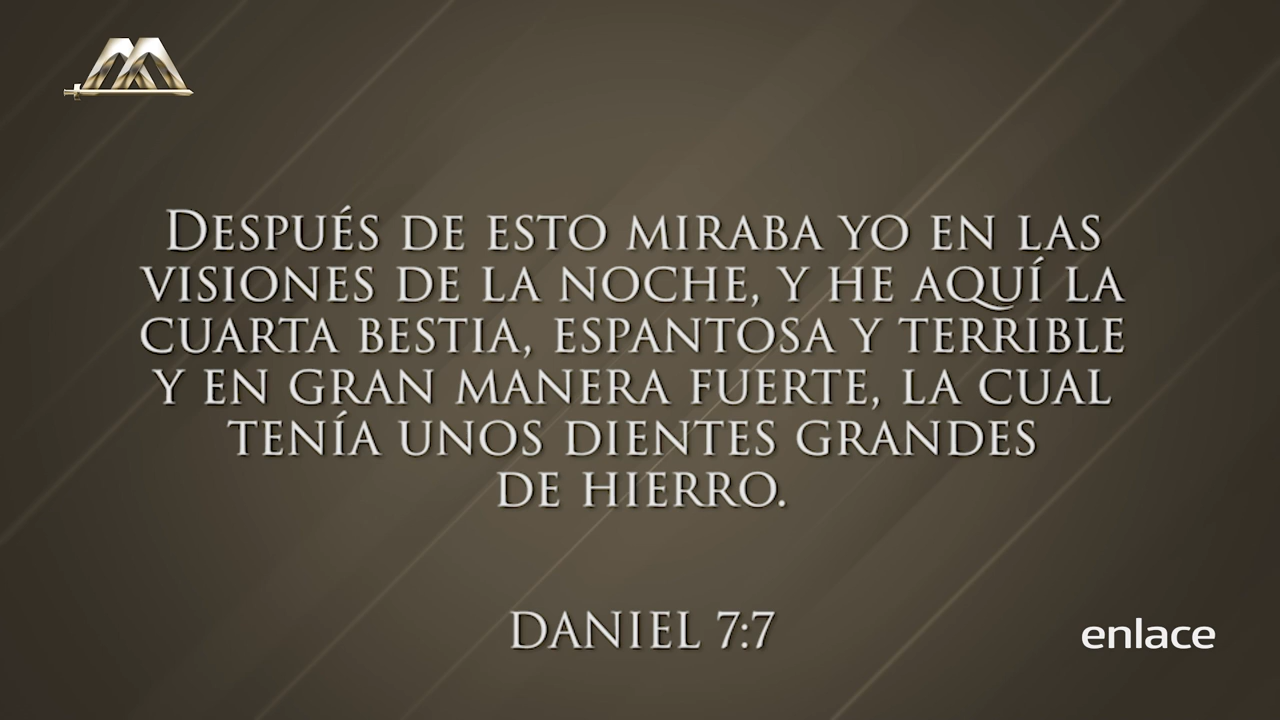 DESPUÉS DE ESTO MIRABA YO EN LAS
VISIONES DE LA NOCHE, Y HE AQUÍ LA
CUARTA BESTIA, ESPANTOSA Y TERRIBLE
Y EN GRAN MANERA FUERTE, LA CUAL
TENÍA UNOS DIENTES GRANDES
DE HIERRO.
DANIEL 7:7
enlace